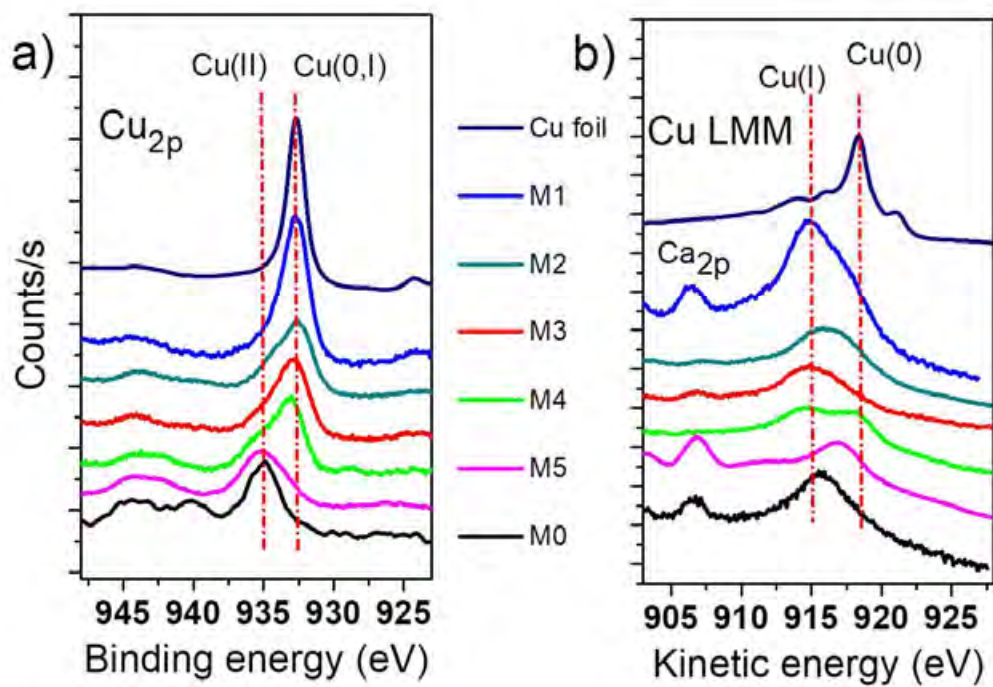 a)
Cu(II)
Cu(0,I)
Cu2p
Counts/s
945 940 935 930 925
Binding energy (eV)
Cu foil
M1
M2
M3
M4
M5
M0
b)
Cu(I)
Cu(0)
Cu LMM
Ca2p
905 910 915 920 925
Kinetic energy (eV)